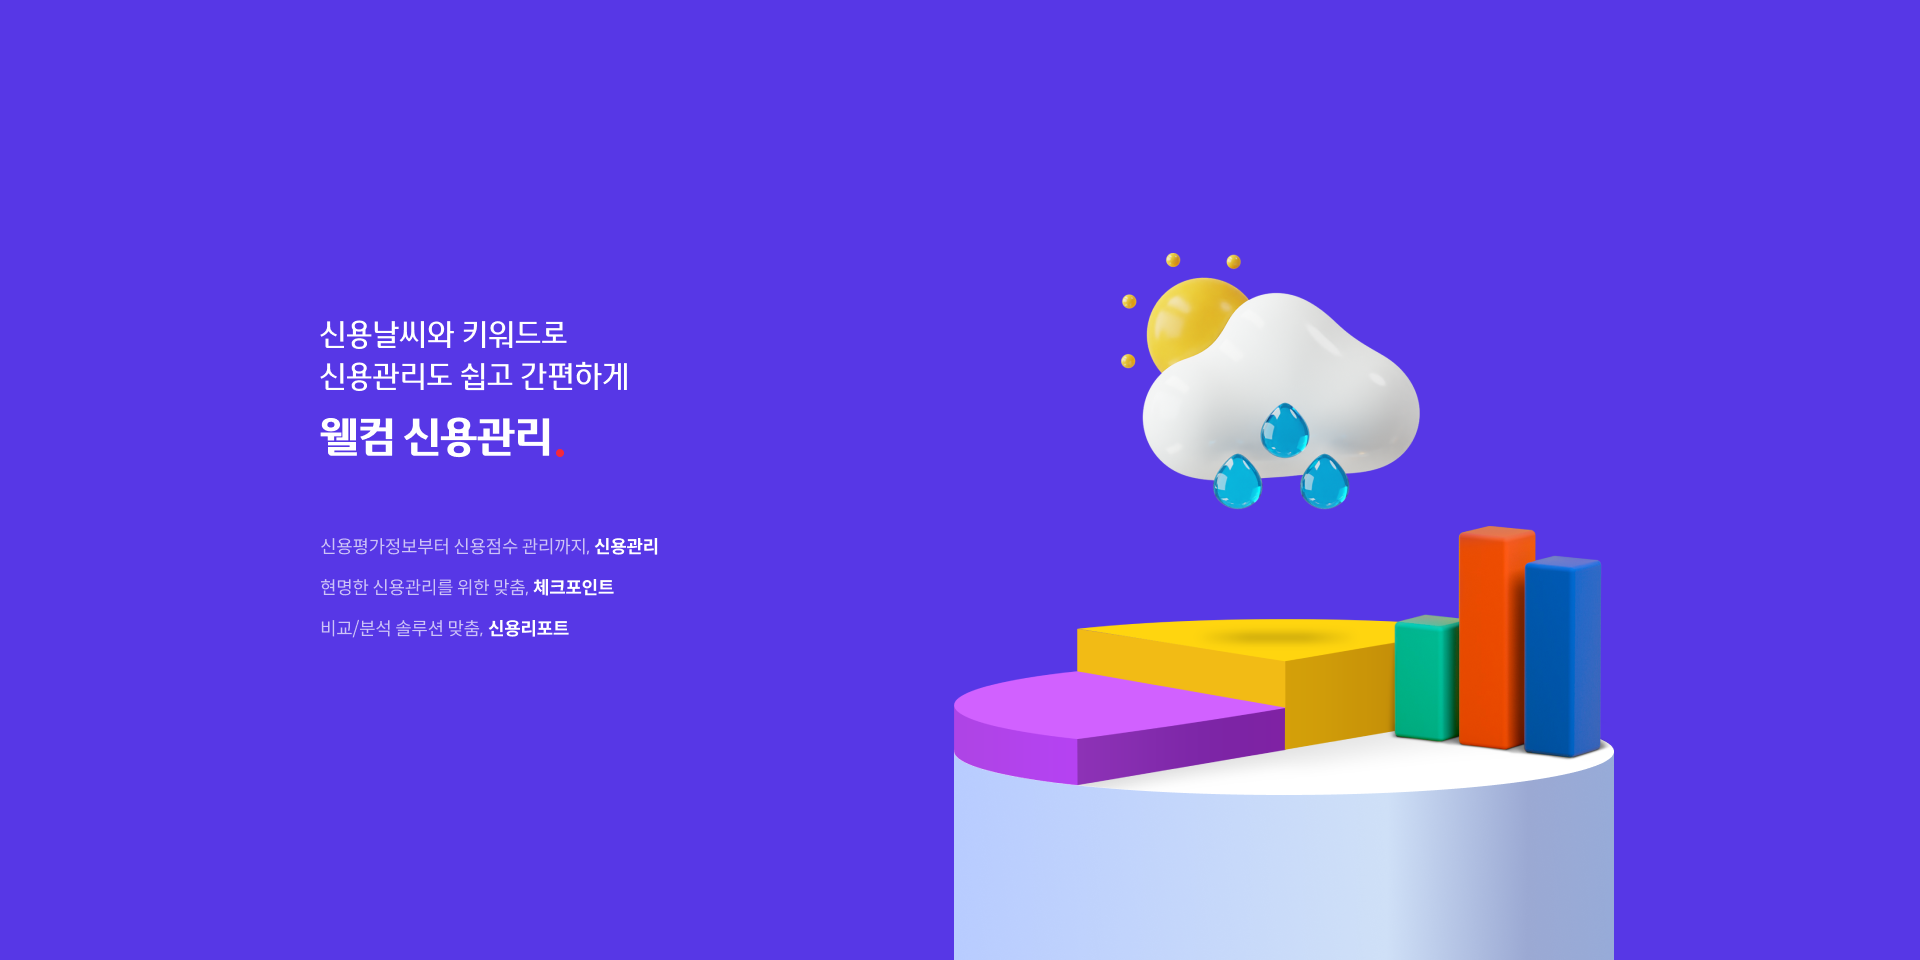 신용날씨와 키워드로
신용관리도 쉽고 간편하게
웰컴 신용관리.
신용평가정보부터 신용점수 관리까지, 신용관리
현명한 신용관리를 위한 맞춤, 체크포인트
비교/분석 솔루션 맞춤, 신용리포트